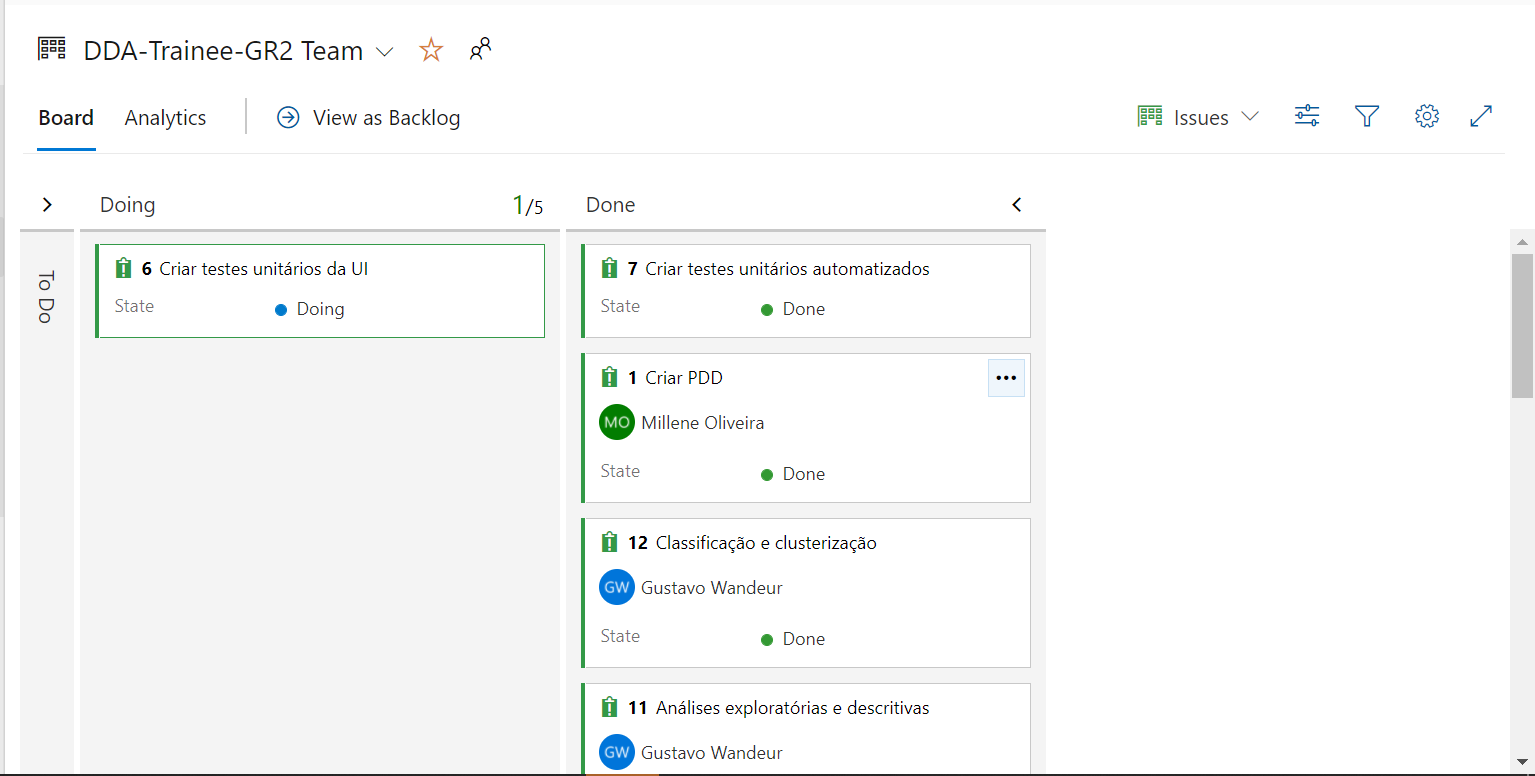 DDA-Trainee-GR2 Team
Board Analytics View as Backlog Issues
To Do
Doing 1/5
6 Criar testes unitários da UI
State Doing
Done
7 Criar testes unitários automatizados
State Done
1 Criar PDD
MO Millene Oliveira
State Done
12 Classificação e clusterização
GW Gustavo Wandeur
State Done
11 Análises exploratórias e descritivas
GW Gustavo Wandeur